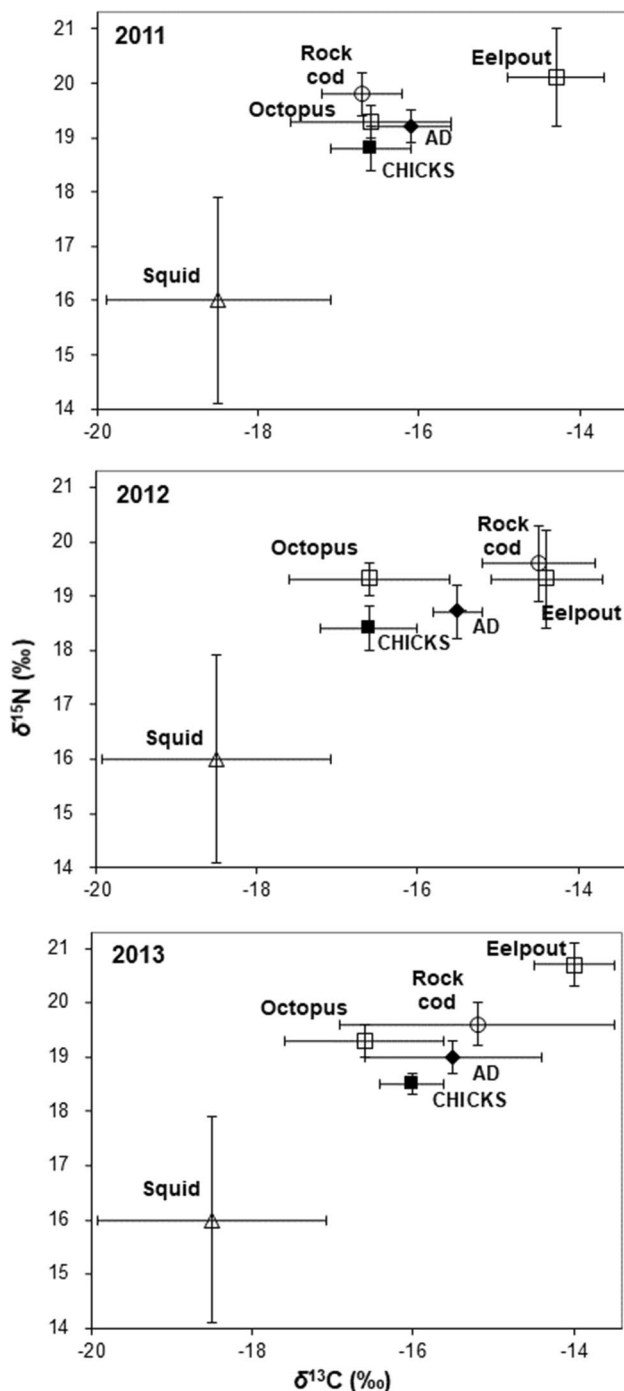 2011
21
20
19
18
17
16
15
14
Rock
cod
Eelpout
Octopus
AD
CHICKS
Squid
-20
-18
-16
-14
2012
21
20
19
18
17
16
15
14
Rock
cod
Octopus
Eelpout
AD
CHICKS
Squid
-20
-18
-16
-14
δ15N (‰)
2013
21
20
19
18
17
16
15
14
Eelpout
Rock
cod
Octopus
AD
CHICKS
Squid
-20
-18
-16
-14
δ13C (‰)